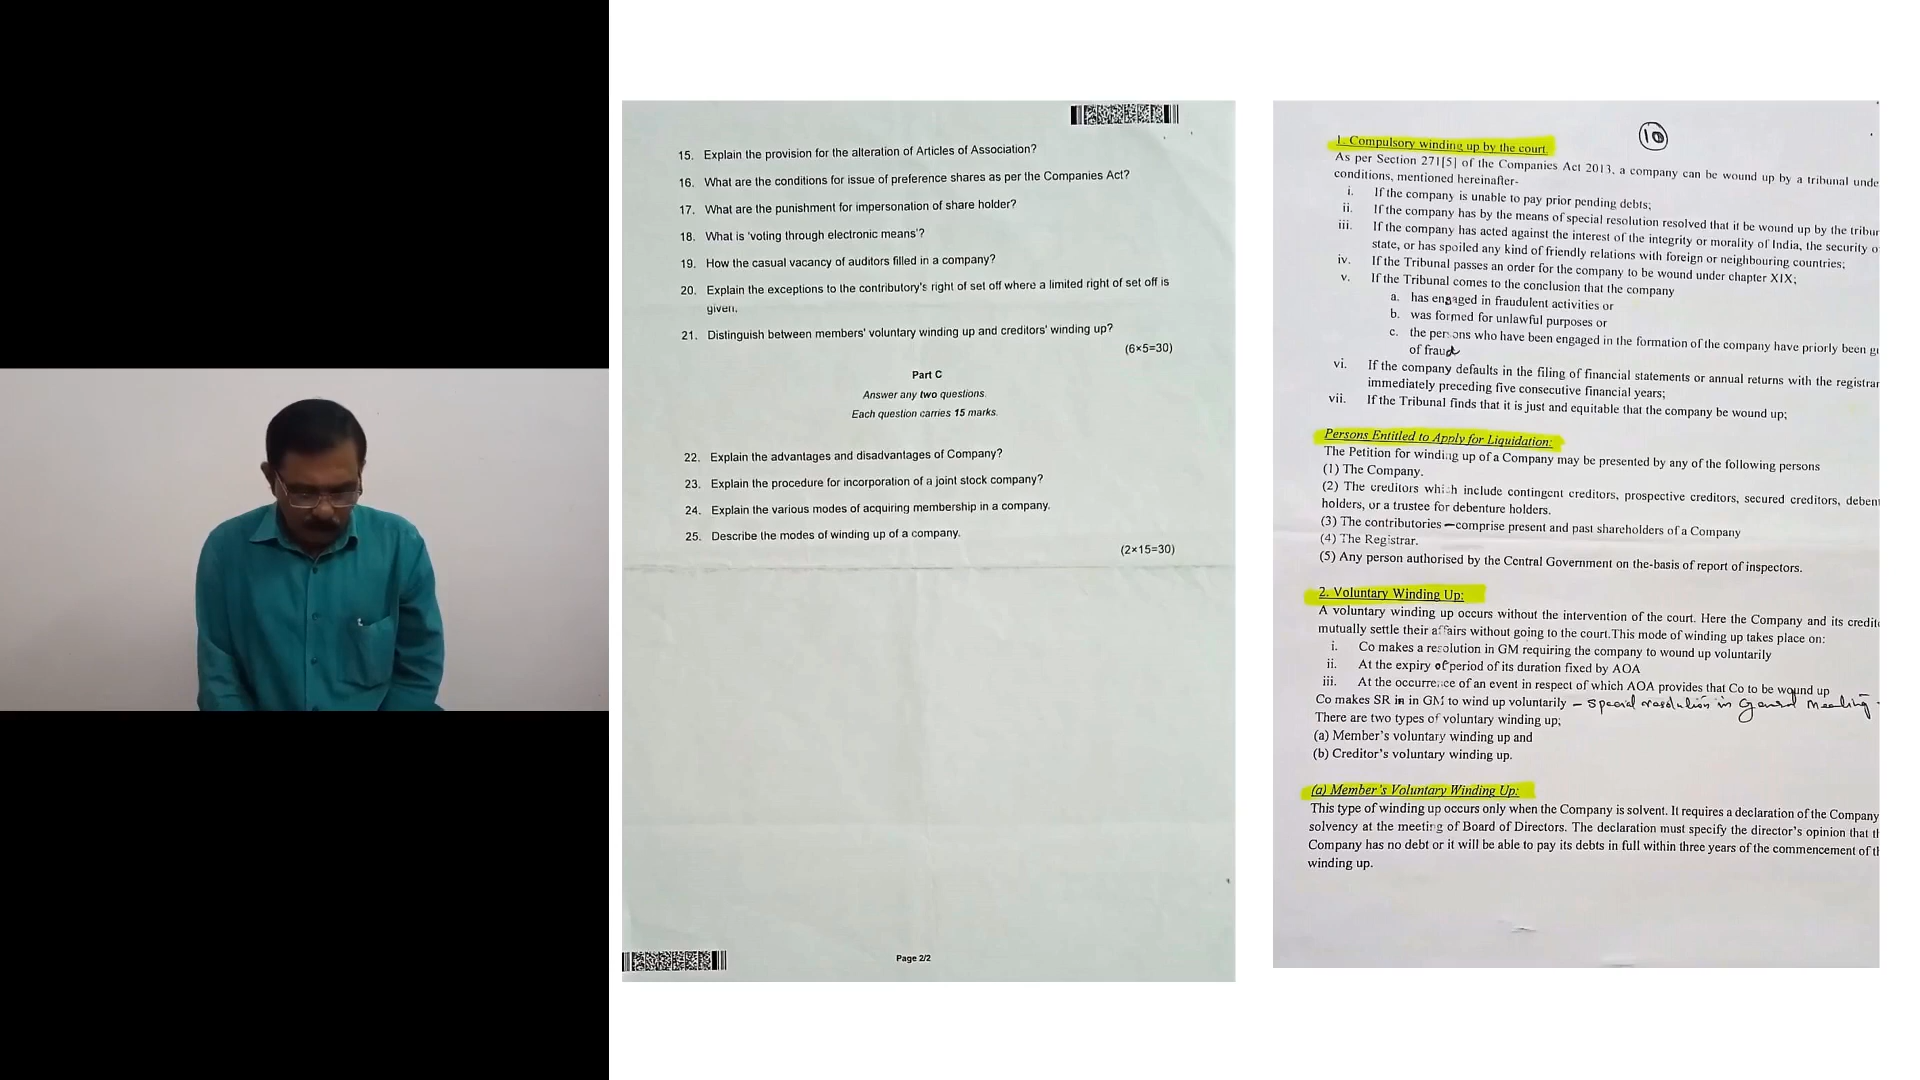 15. Explain the provision for the alteration of Articles of Association?
16. What are the conditions for issue of preference shares as per the Companies Act?
17. What are the punishment for impersonation of share holder?
18. What is 'voting through electronic means'?
19. How the casual vacancy of auditors filled in a company?
20. Explain the exceptions to the contributory's right of set off where a limited right of set off is
given.
21. Distinguish between members' voluntary winding up and creditors' winding up?
(6×5=30)
Part C
Answer any two questions.
Each question carries 15 marks.
22. Explain the advantages and disadvantages of Company?
23. Explain the procedure for incorporation of a joint stock company?
24. Explain the various modes of acquiring membership in a company.
25. Describe the modes of winding up of a company.
(2×15=30)
Page 2/2
10
1. Compulsory winding up by the court.
As per Section 271[5] of the Companies Act 2013, a company can be wound up by a tribunal unde
conditions, mentioned hereinafter-
i. If the company is unable to pay prior pending debts;
ii. If the company has by the means of special resolution resolved that it be wound up by the tribun
iii. If the company has acted against the interest of the integrity or morality of India, the security o
state, or has spoiled any kind of friendly relations with foreign or neighbouring countries;
iv. If the Tribunal passes an order for the company to be wound under chapter XIX;
v. If the Tribunal comes to the conclusion that the company
a. has engaged in fraudulent activities or
b. was formed for unlawful purposes or
c. the persons who have been engaged in the formation of the company have priorly been gu
of fraud
vi. If the company defaults in the filing of financial statements or annual returns with the registrar
immediately preceding five consecutive financial years;
vii. If the Tribunal finds that it is just and equitable that the company be wound up;
Persons Entitled to Apply for Liquidation:
The Petition for winding up of a Company may be presented by any of the following persons
(1) The Company.
(2) The creditors which include contingent creditors, prospective creditors, secured creditors, deben
holders, or a trustee for debenture holders.
(3) The contributories – comprise present and past shareholders of a Company
(4) The Registrar.
(5) Any person authorised by the Central Government on the-basis of report of inspectors.
2. Voluntary Winding Up:
A voluntary winding up occurs without the intervention of the court. Here the Company and its credit
mutually settle their affairs without going to the court.This mode of winding up takes place on:
i. Co makes a resolution in GM requiring the company to wound up voluntarily
ii. At the expiry of period of its duration fixed by AOA
iii. At the occurrence of an event in respect of which AOA provides that Co to be wound up
Co makes SR in in GM to wind up voluntarily – Special resolution in General Meeting
There are two types of voluntary winding up;
(a) Member's voluntary winding up and
(b) Creditor's voluntary winding up.
(a) Member's Voluntary Winding Up:
This type of winding up occurs only when the Company is solvent. It requires a declaration of the Company
solvency at the meeting of Board of Directors. The declaration must specify the director's opinion that th
Company has no debt or it will be able to pay its debts in full within three years of the commencement of th
winding up.